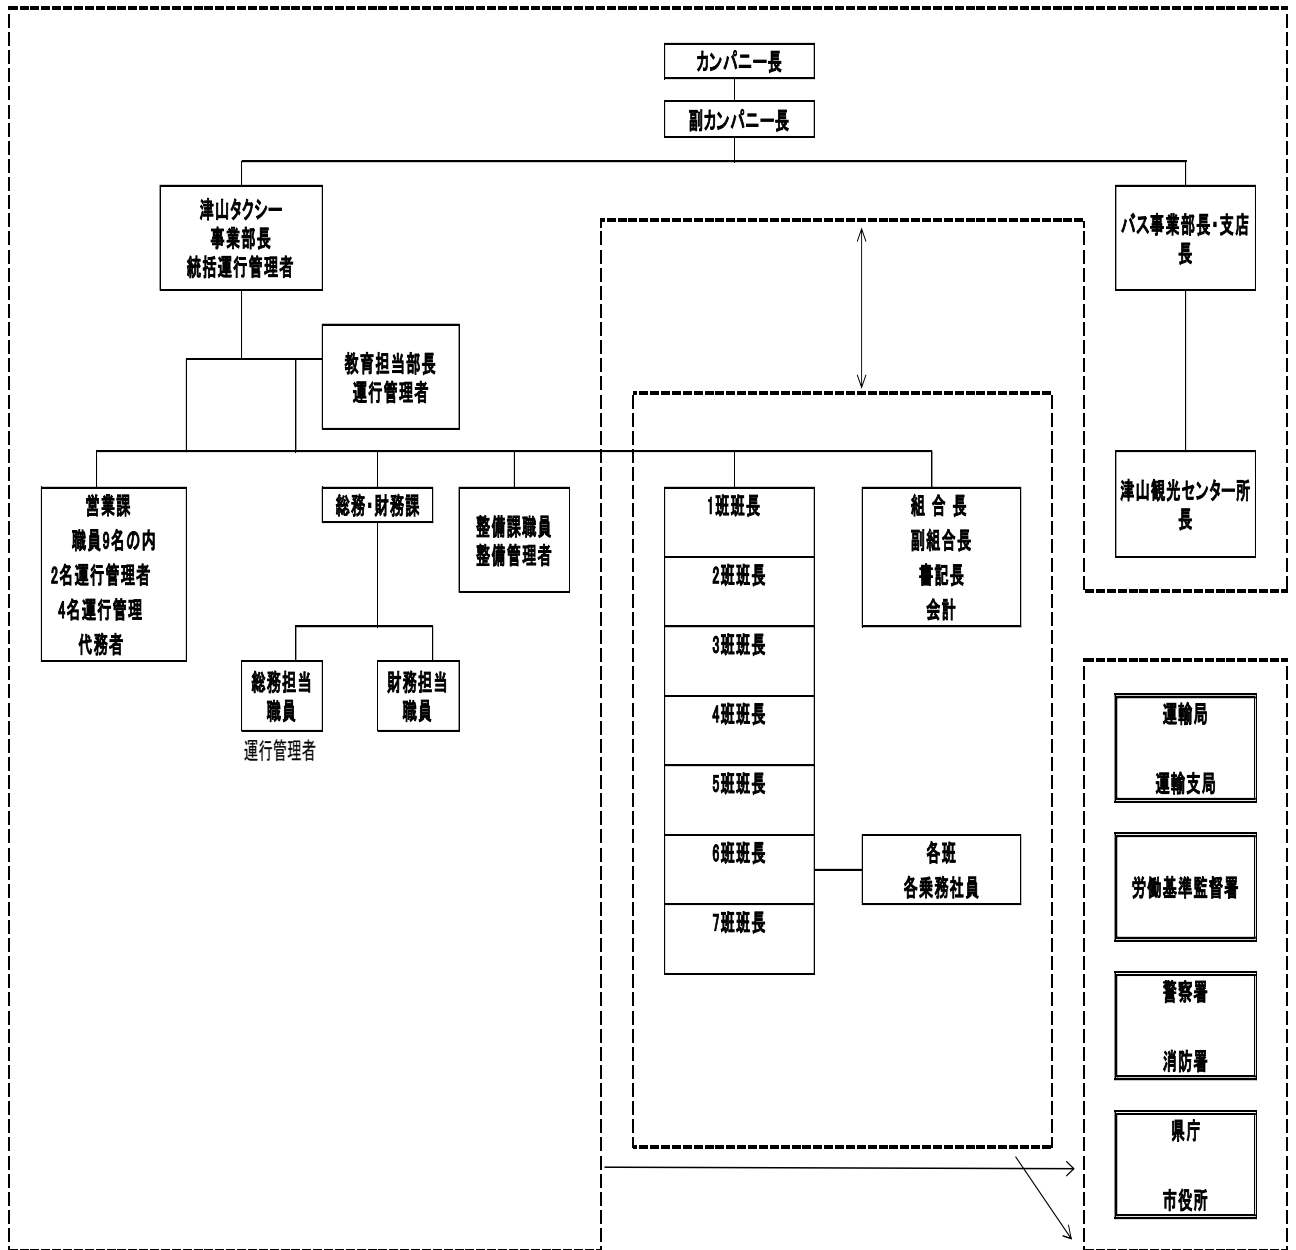 カンパニー長
副カンパニー長
津山タクシー
事業部長
統括運行管理者
バス事業部長・支店
長
教育担当部長
運行管理者
営業課
職員9名の内
2名運行管理者
4名運行管理
代務者
総務・財務課
整備課職員
整備管理者
総務担当
職員
運行管理者
財務担当
職員
1班班長
2班班長
3班班長
4班班長
5班班長
6班班長
7班班長
組 合 長
副組合長
書記長
会計
各班
各乗務社員
津山観光センター所
長
運輸局
運輸支局
労働基準監督署
警察署
消防署
県庁
市役所